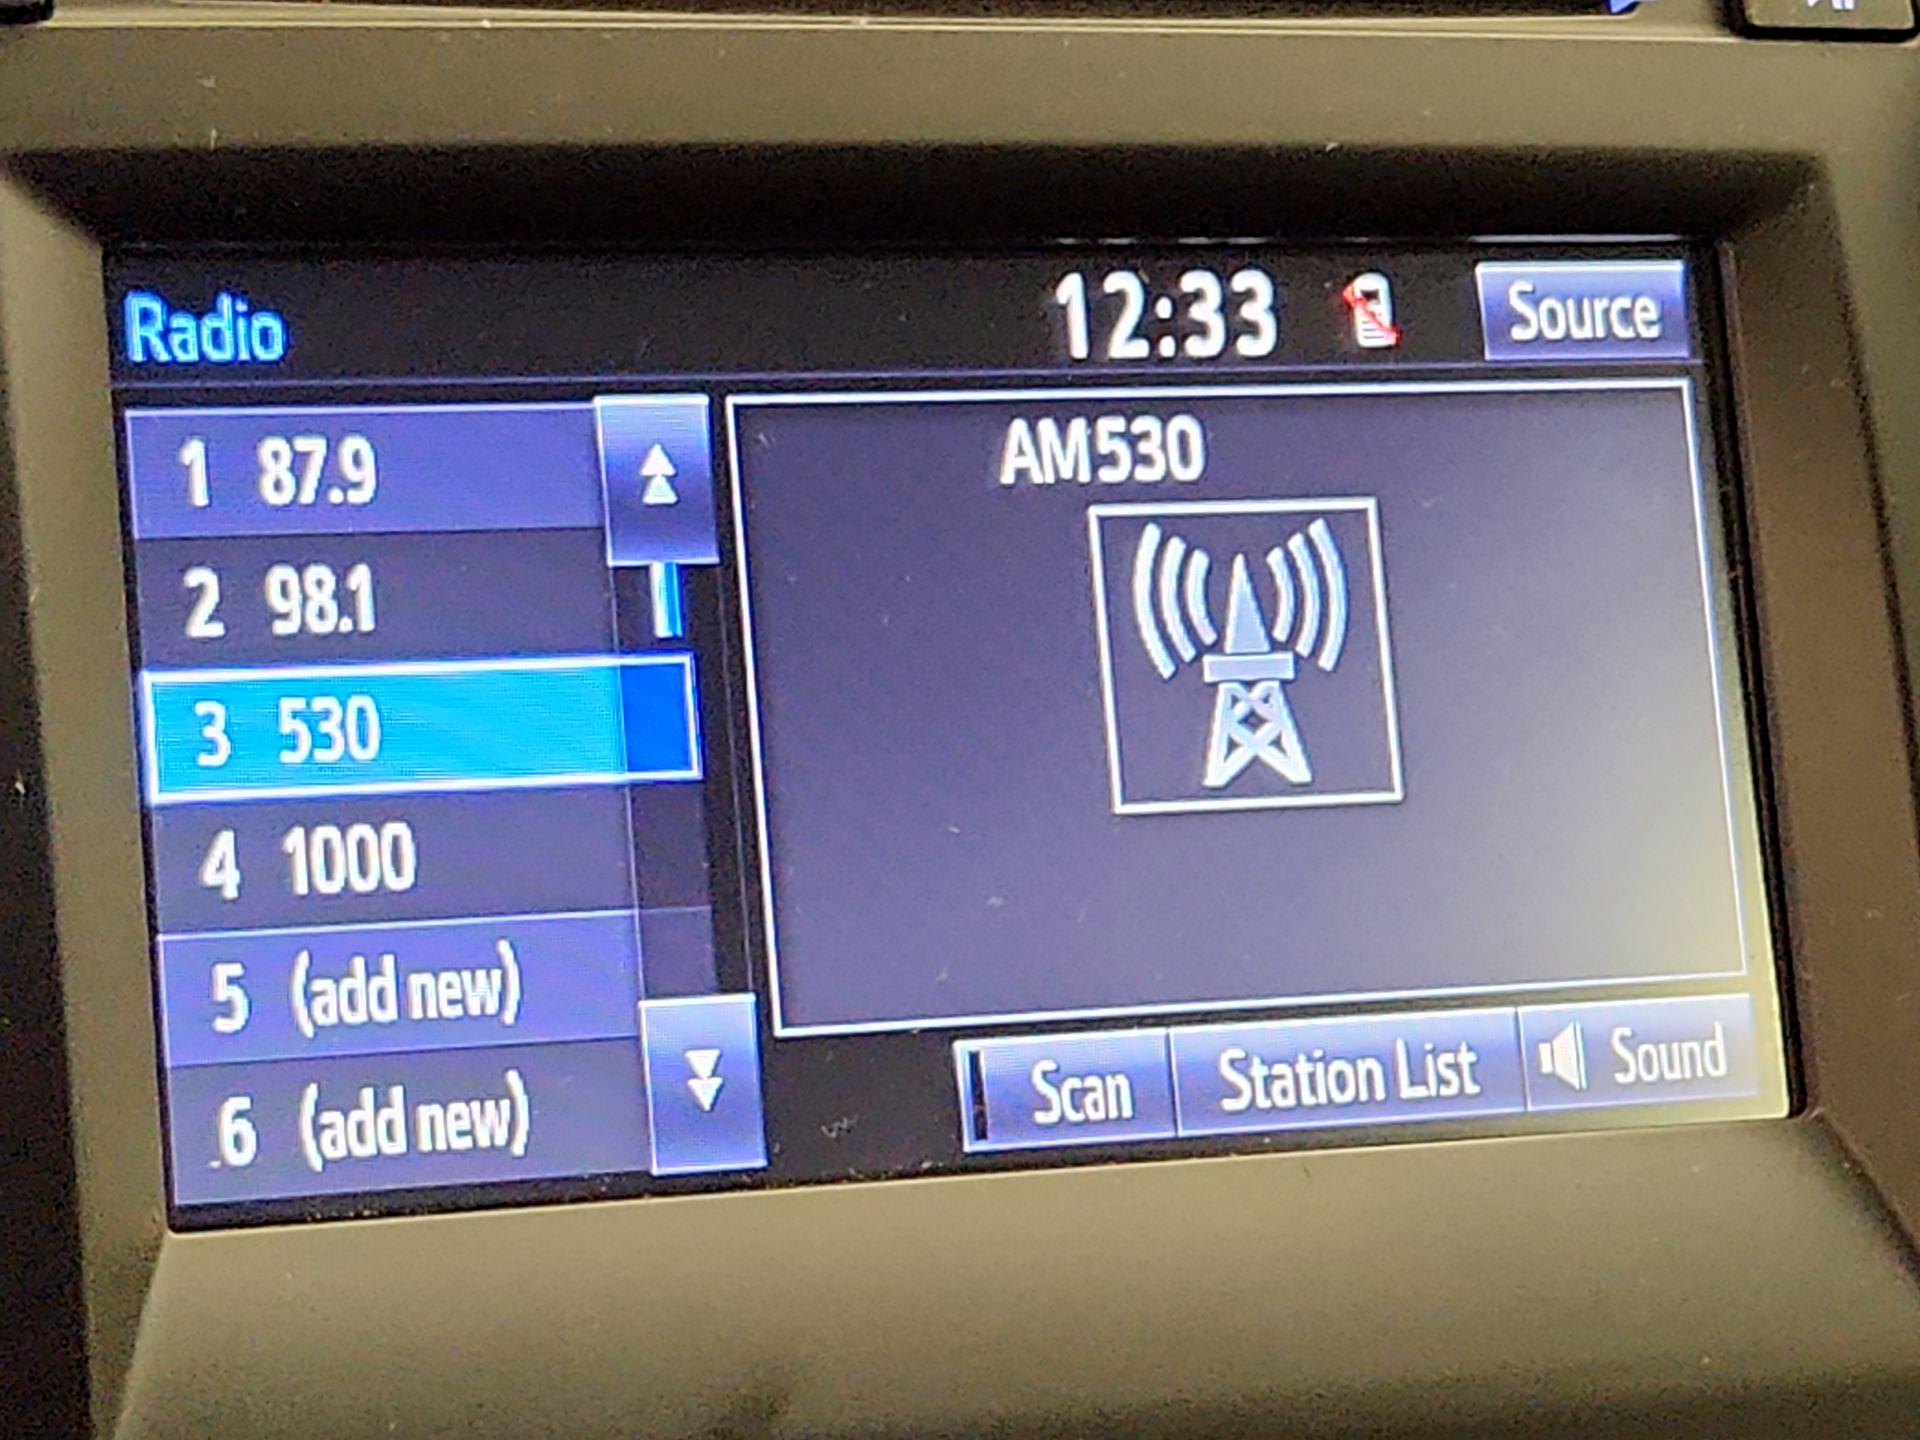 Radio 12:33 Source
1 87.9
2 98.1
3 530
4 1000
5 (add new)
6 (add new)
AM530
Scan Station List Sound